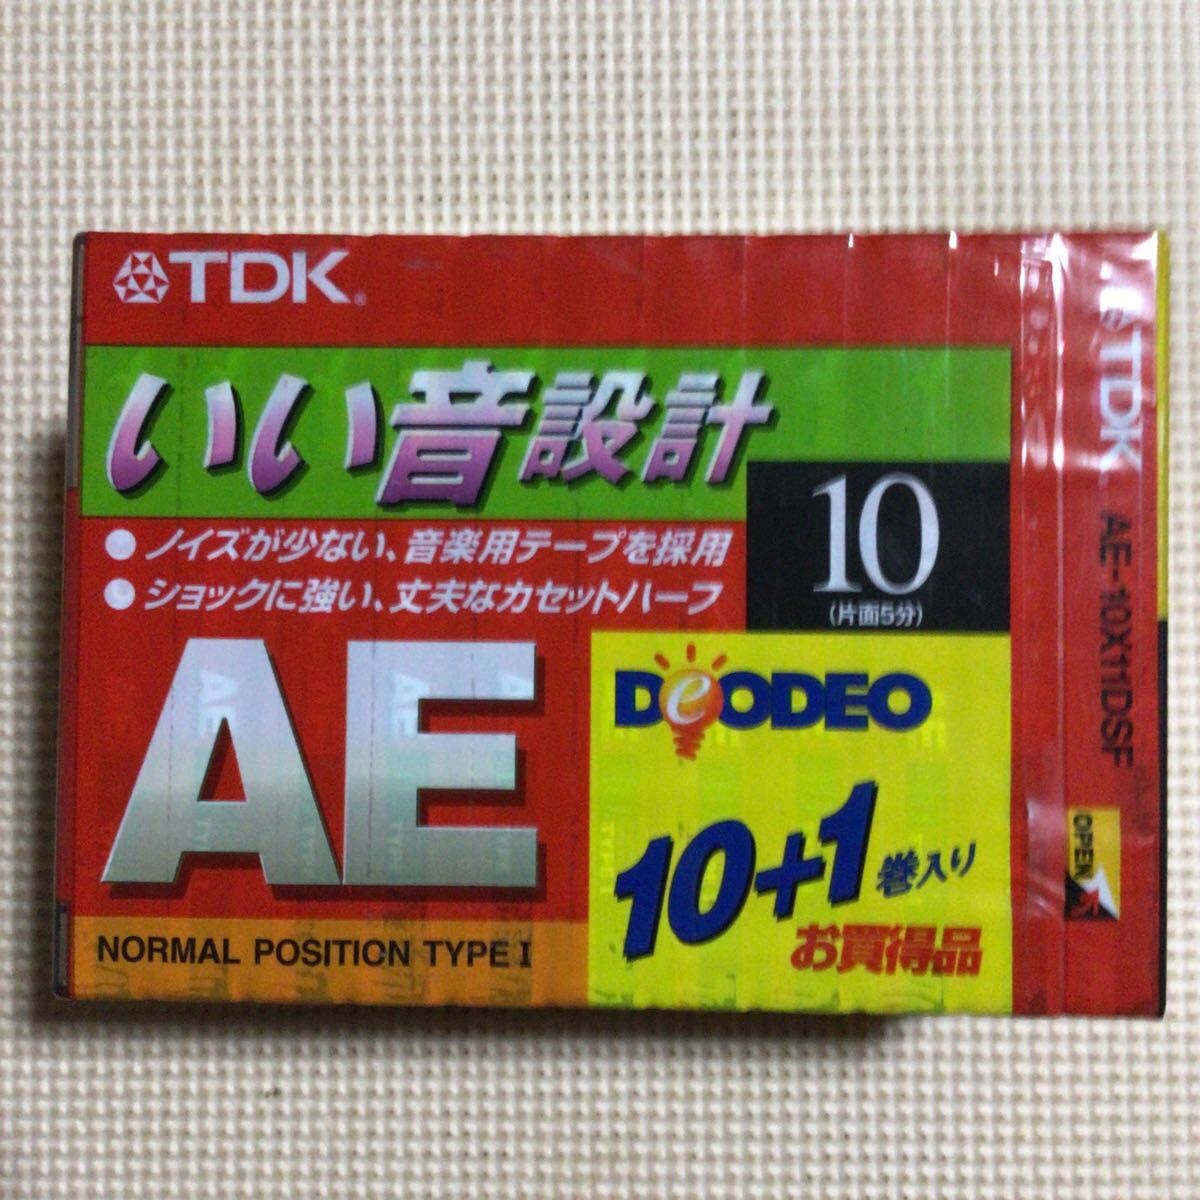 TDK®
いい音設計
● ノイズが少ない、音楽用テープを採用
● ショックに強い、丈夫なカセットハーフ
10
(片面5分)
AE
NORMAL POSITION TYPE I
DeODEO
10+1巻入り
お買得品
TDK AE-10X11DSF
OPEN